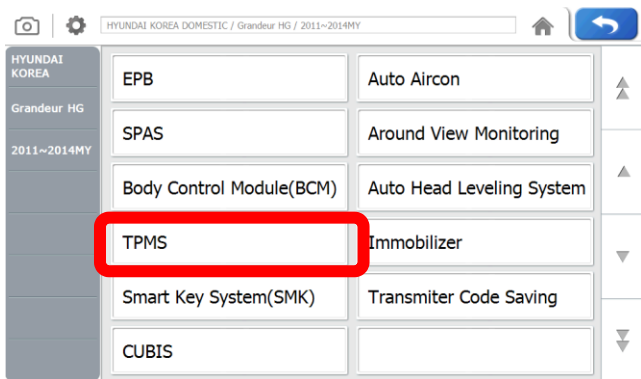 HYUNDAI KOREA DOMESTIC / Grandeur HG / 2011~2014MY
HYUNDAI
KOREA
Grandeur HG
2011~2014MY
EPB
Auto Aircon
SPAS
Around View Monitoring
Body Control Module(BCM)
Auto Head Leveling System
TPMS
Immobilizer
Smart Key System(SMK)
Transmiter Code Saving
CUBIS